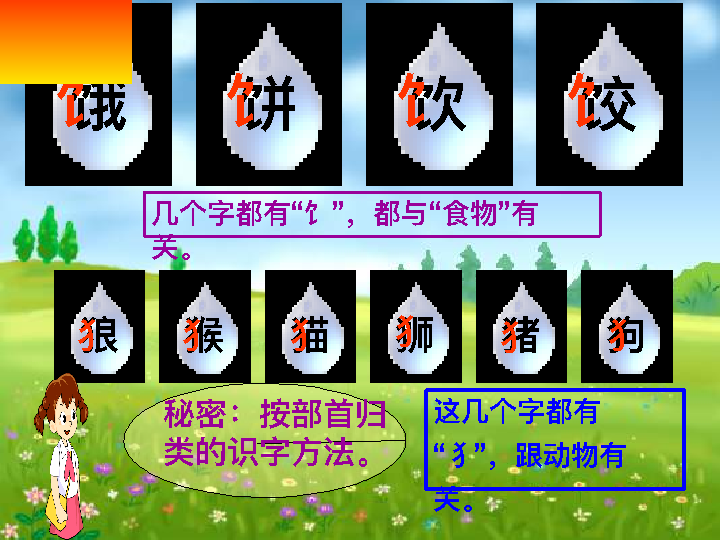 饿 饼 饮 饺
几个字都有“饣”，都与“食物”有
关。
狼 猴 猫 狮 猪 狗
秘密：按部首归
类的识字方法。
这几个字都有
“犭”，跟动物有
关。